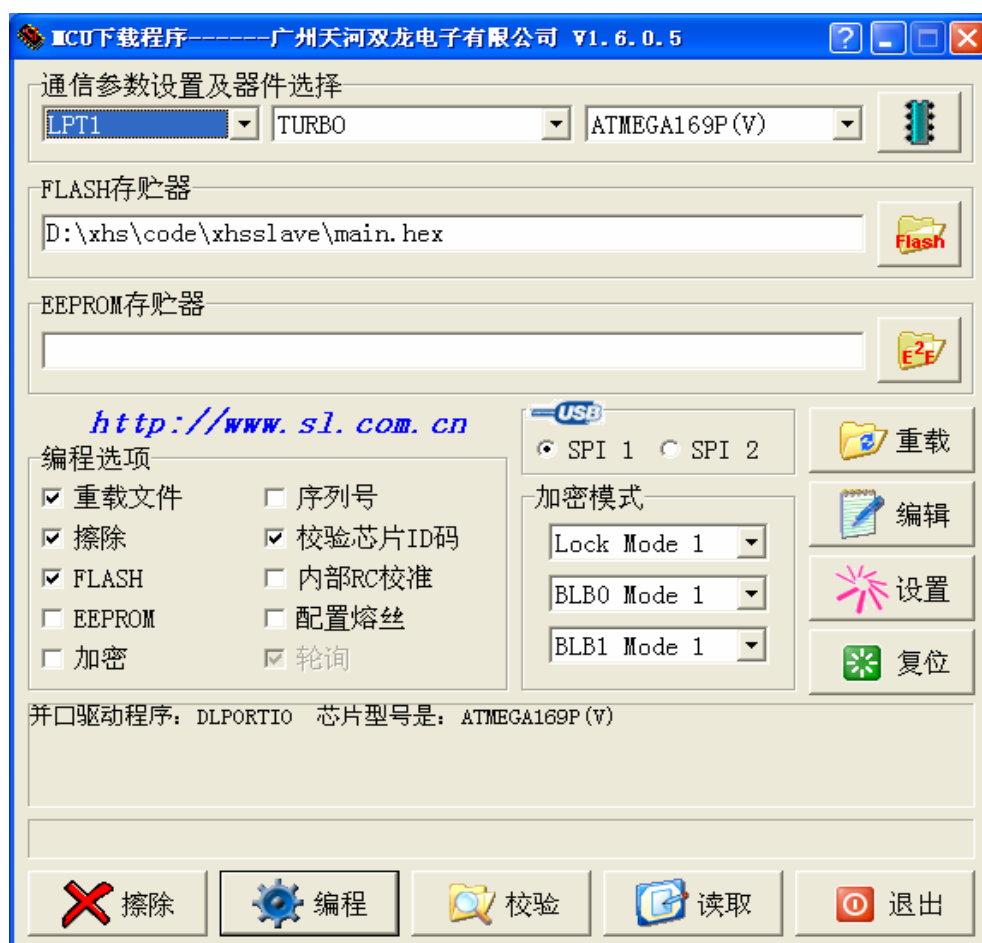 MCU下载程序------广州天河双龙电子有限公司 V1.6.0.5
通信参数设置及器件选择
LPT1 TURBO ATMEGA169P(V)
FLASH存贮器
D:\xhs\code\xhsslave\main.hex
Flash
EEPROM存贮器
E2F
http://www.sl.com.cn
USB
SPI 1 SPI 2
重载
编程选项
重载文件 序列号
擦除 校验芯片ID码
FLASH 内部RC校准
EEPROM 配置熔丝
加密 轮询
加密模式
Lock Mode 1
BLB0 Mode 1
BLB1 Mode 1
编辑
设置
复位
并口驱动程序: DLPORTIO 芯片型号是: ATMEGA169P(V)
擦除 编程 校验 读取 退出